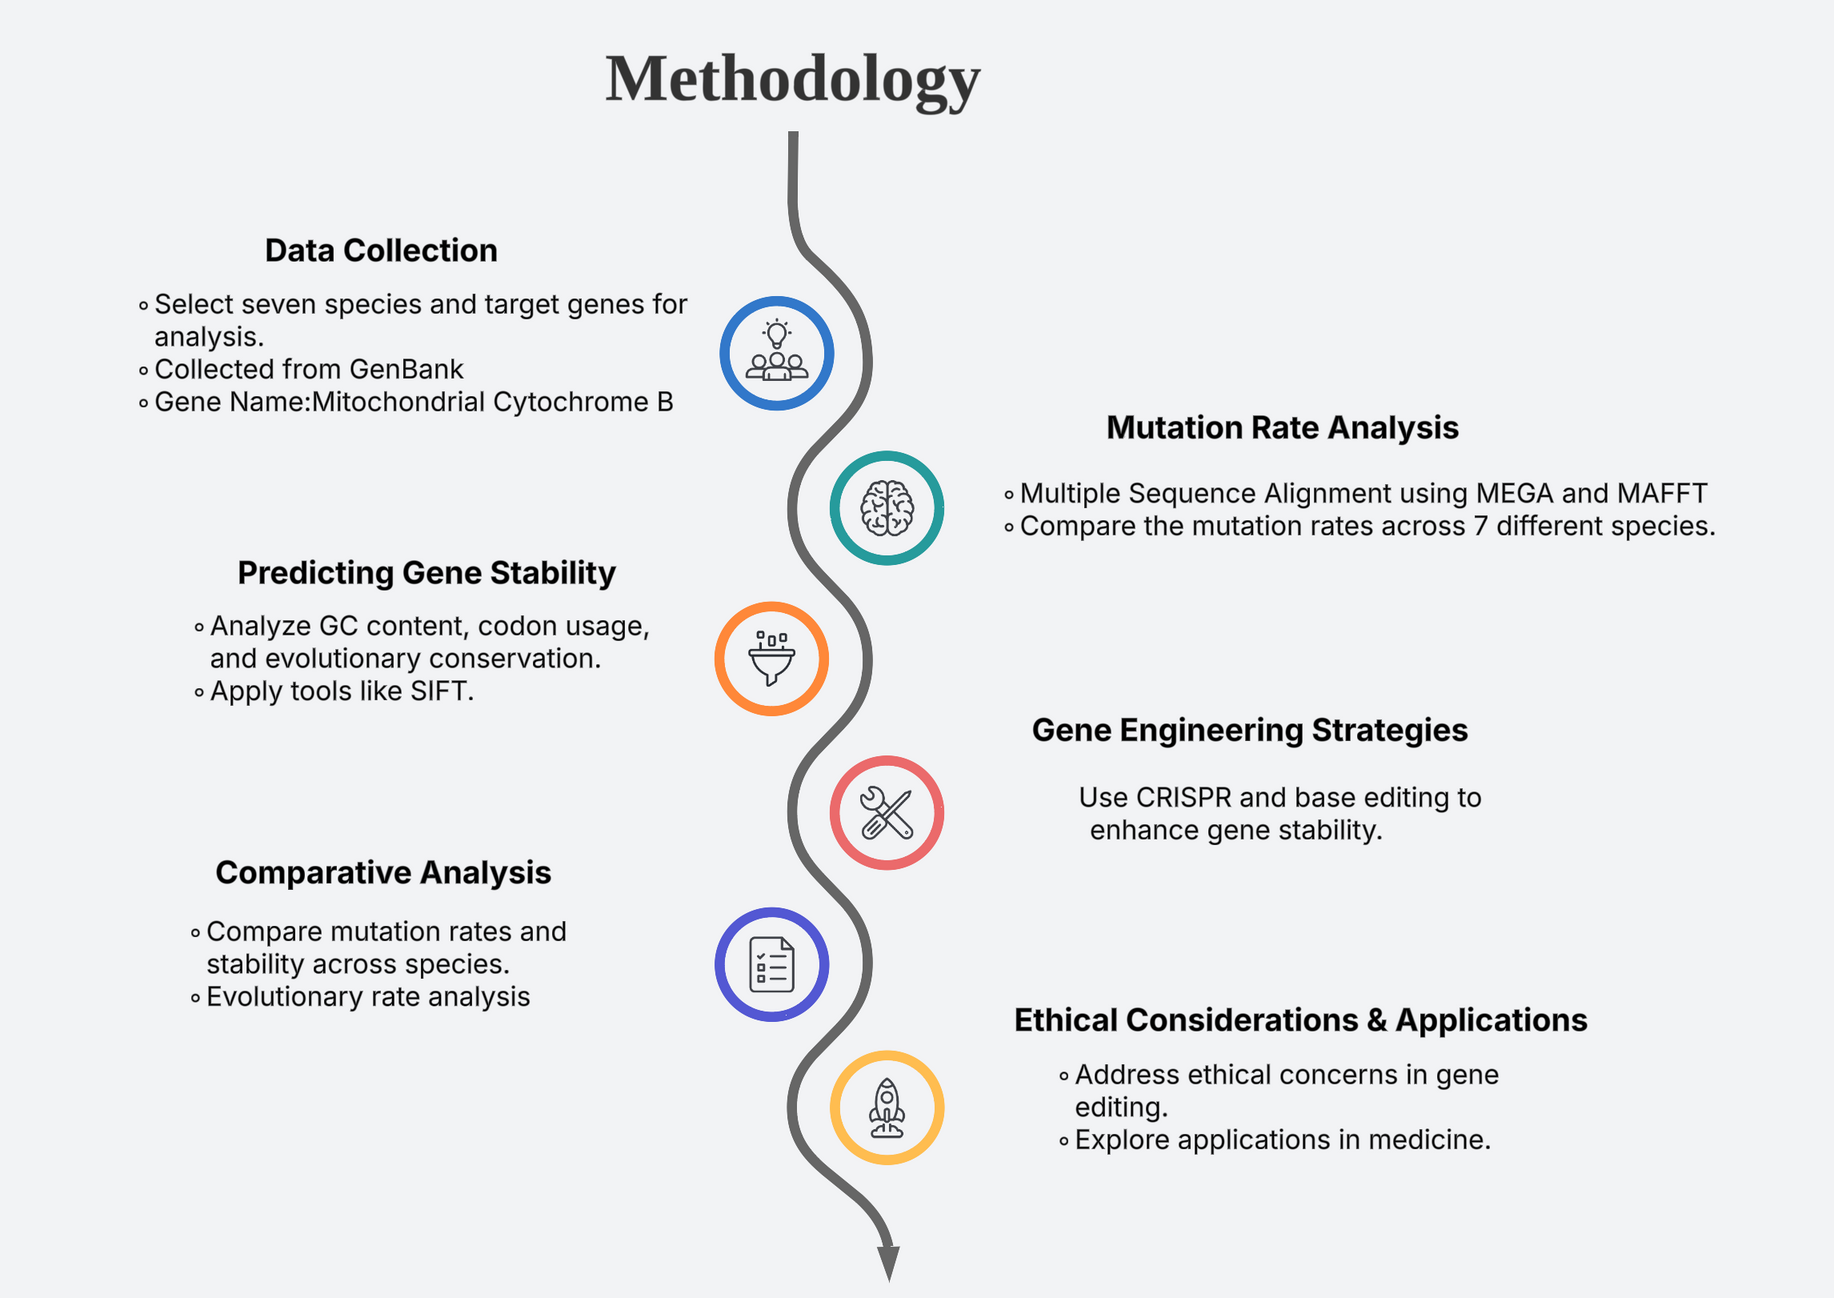 Methodology
Data Collection
Select seven species and target genes for
analysis.
Collected from GenBank
Gene Name:Mitochondrial Cytochrome B
Mutation Rate Analysis
Multiple Sequence Alignment using MEGA and MAFFT
Compare the mutation rates across 7 different species.
Predicting Gene Stability
Analyze GC content, codon usage,
and evolutionary conservation.
Apply tools like SIFT.
Gene Engineering Strategies
Use CRISPR and base editing to
enhance gene stability.
Comparative Analysis
Compare mutation rates and
stability across species.
Evolutionary rate analysis
Ethical Considerations & Applications
Address ethical concerns in gene
editing.
Explore applications in medicine.